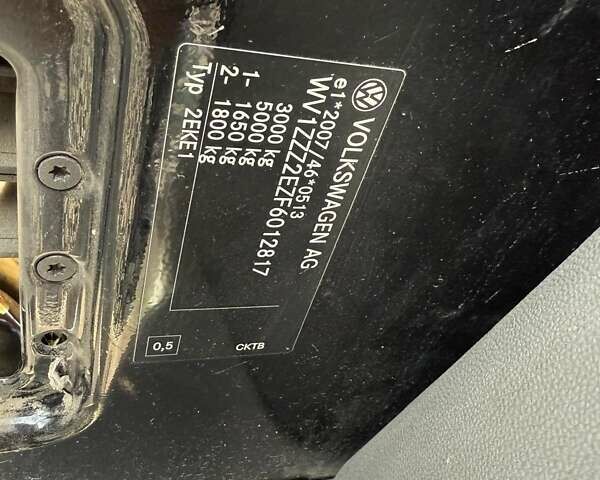 VOLKSWAGEN AG
e1*2007/46*0513
WV1ZZZ2EZF6012817
3000 kg
5000 kg
1- 1650 kg
2- 1800 kg
Typ 2EKE1
0,5
CKTB